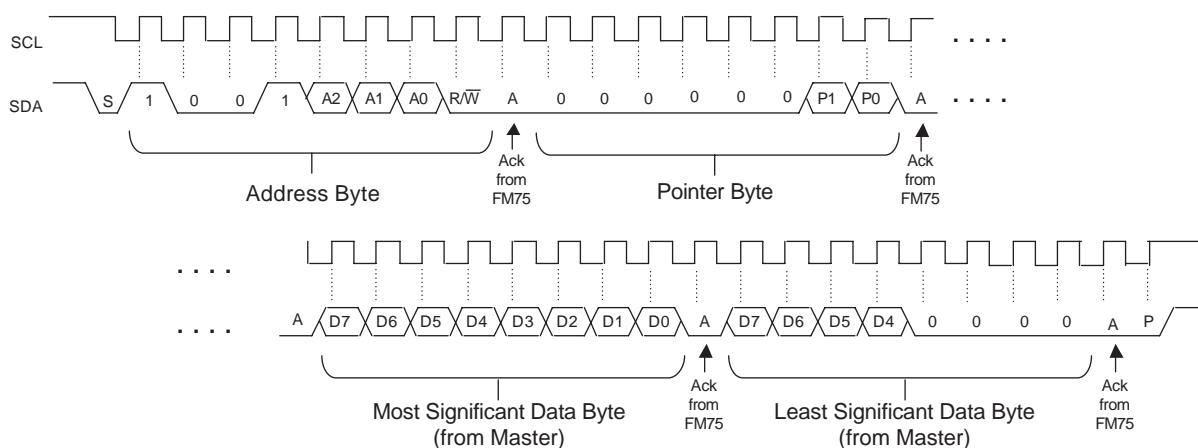 SCL . . . .
SDA S 1 0 0 1 A2 A1 A0 R/W̅ A 0 0 0 0 0 0 P1 P0 A . . . .
Address Byte
Ack
from
FM75
Pointer Byte
Ack
from
FM75
. . . .
. . . . A D7 D6 D5 D4 D3 D2 D1 D0 A D7 D6 D5 D4 0 0 0 0 A P
Most Significant Data Byte
(from Master)
Ack
from
FM75
Least Significant Data Byte
(from Master)
Ack
from
FM75